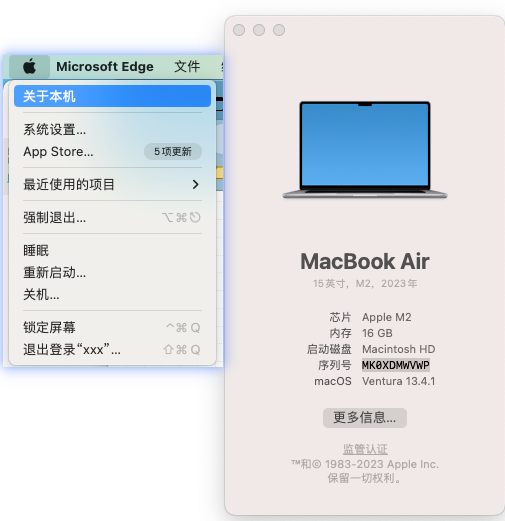 Microsoft Edge 文件
关于本机
系统设置...
App Store... 5项更新
最近使用的项目
强制退出... ⌥⌘⎋
睡眠
重新启动...
关机...
锁定屏幕 ^⌘Q
退出登录“xxx”... ⇧⌘Q
MacBook Air
15英寸，M2，2023年
芯片 Apple M2
内存 16 GB
启动磁盘 Macintosh HD
序列号 MK0XDMWVWP
macOS Ventura 13.4.1
更多信息...
监管认证
™和© 1983-2023 Apple Inc.
保留一切权利。